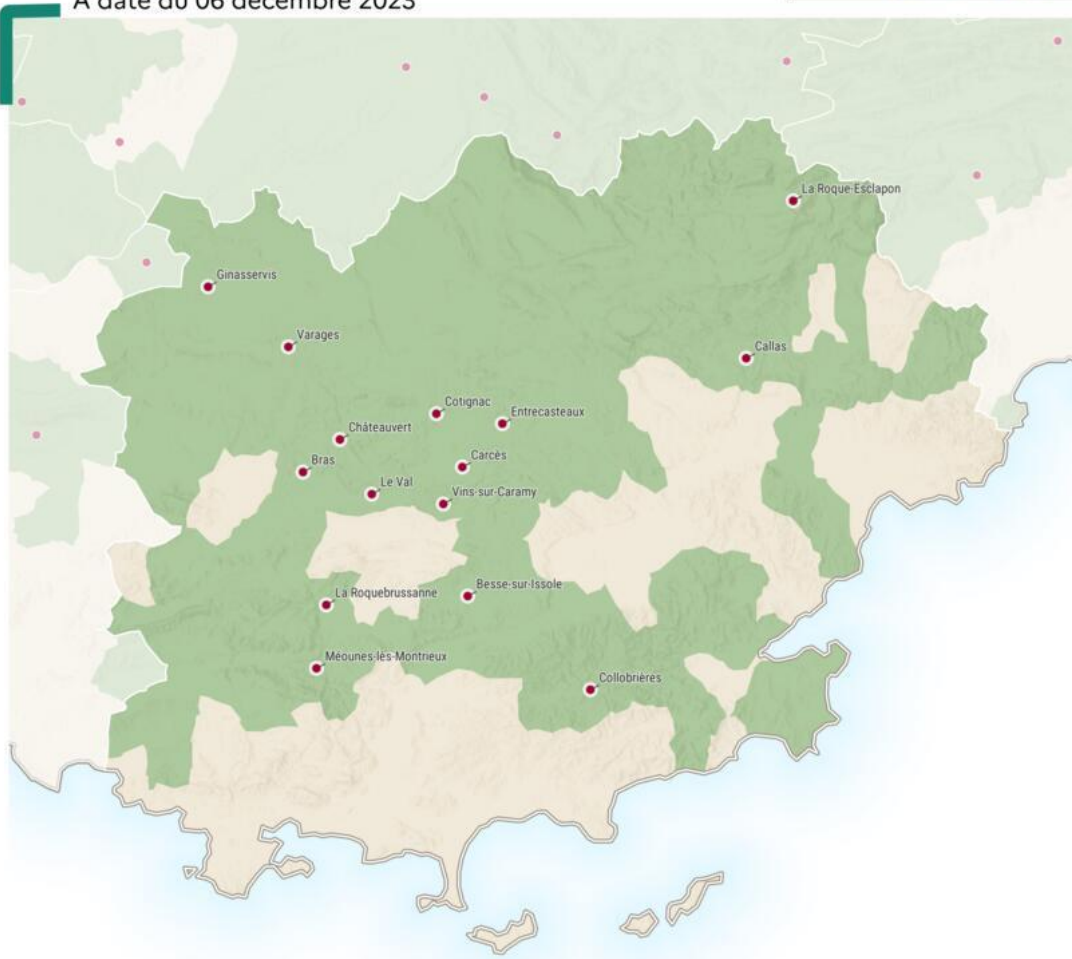 À date du 06 décembre 2023
La Roque-Esclapon
Ginasservis
Varages
Callas
Cotignac
Entrecasteaux
Châteauvert
Carcès
Bras
Le Val
Vins-sur-Caramy
Besse-sur-Issole
La Roquebrussanne
Méounes-lès-Montrieux
Collobrières